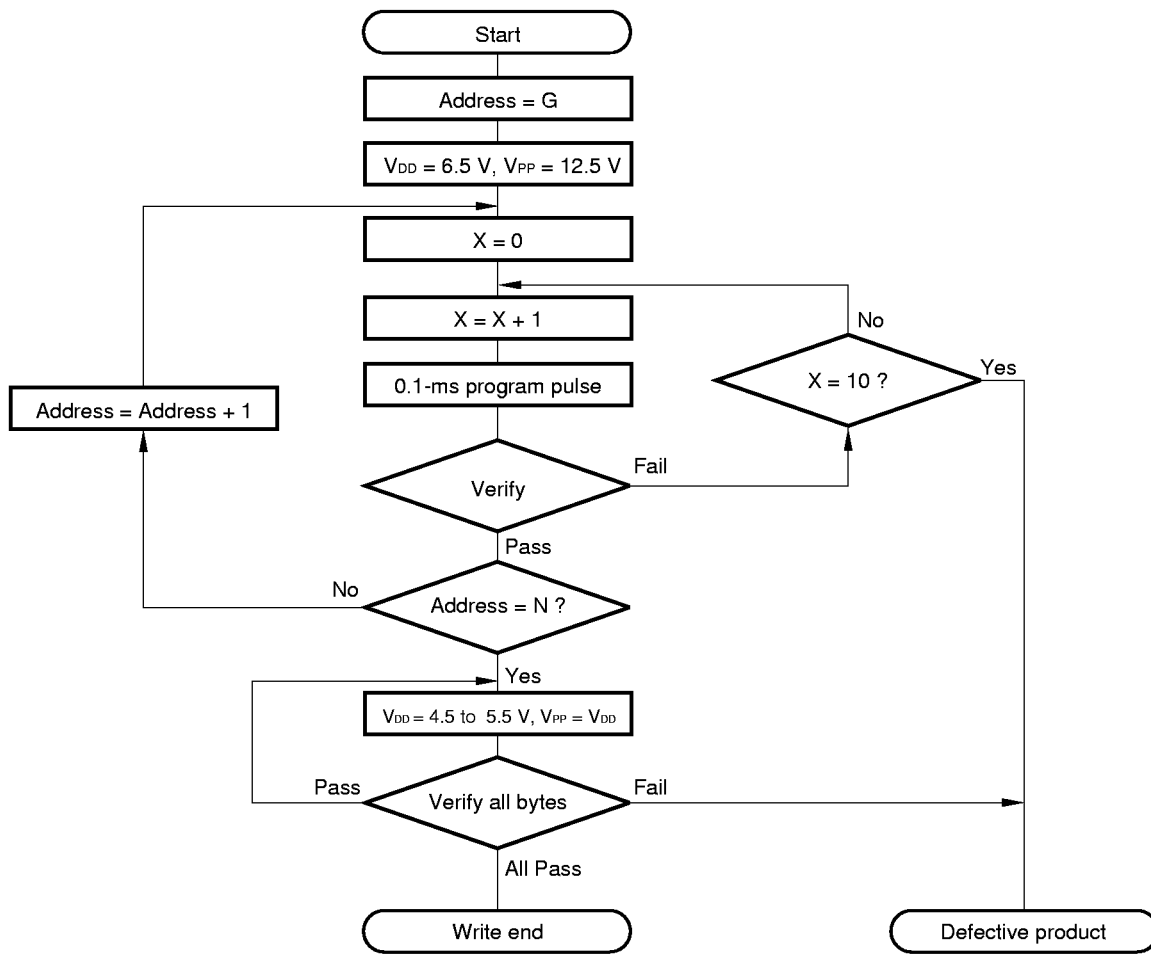 Start
Address = G
VDD = 6.5 V, VPP = 12.5 V
X = 0
X = X + 1
No
0.1-ms program pulse
X = 10 ?
Yes
Address = Address + 1
Verify
Fail
Pass
No
Address = N ?
Yes
VDD = 4.5 to 5.5 V, VPP = VDD
Pass
Verify all bytes
Fail
All Pass
Write end
Defective product